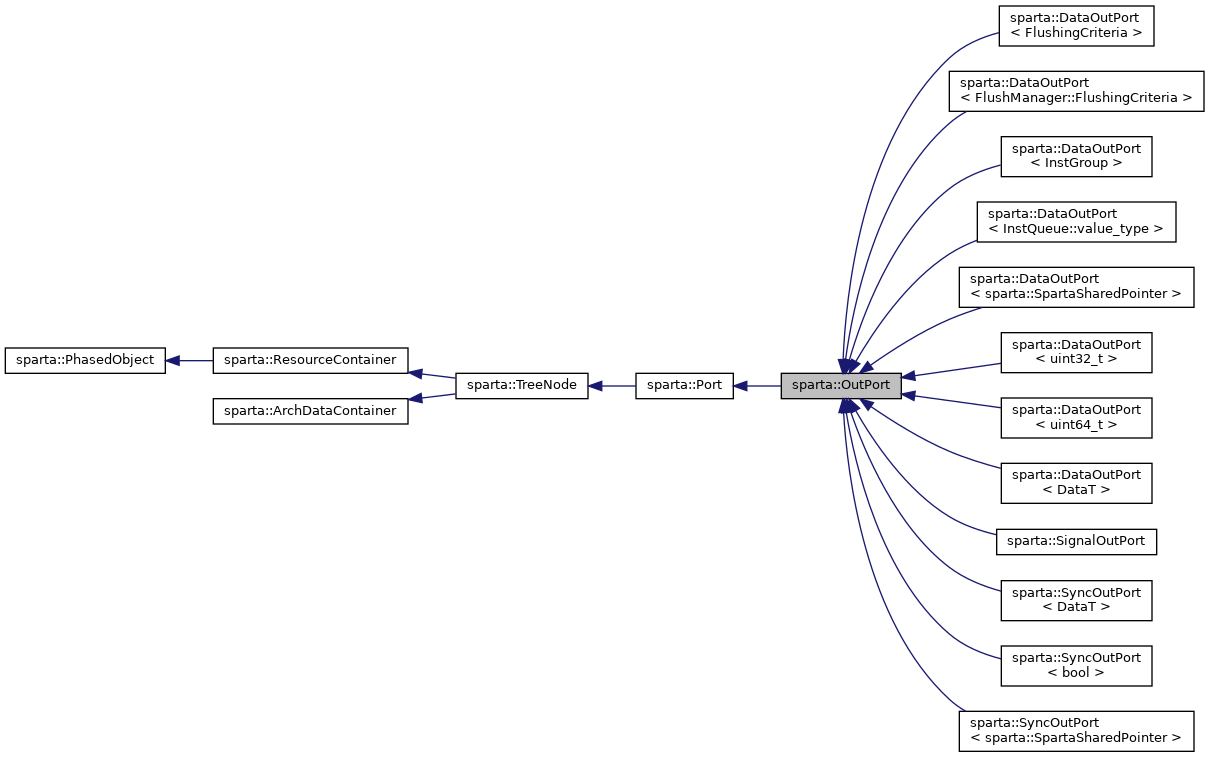 sparta::DataOutPort
< FlushingCriteria >
sparta::DataOutPort
< FlushManager::FlushingCriteria >
sparta::DataOutPort
< InstGroup >
sparta::DataOutPort
< InstQueue::value_type >
sparta::DataOutPort
< sparta::SpartaSharedPointer >
sparta::DataOutPort
< uint32_t >
sparta::PhasedObject
sparta::ResourceContainer
sparta::ArchDataContainer
sparta::TreeNode
sparta::Port
sparta::OutPort
sparta::DataOutPort
< uint64_t >
sparta::DataOutPort
< DataT >
sparta::SignalOutPort
sparta::SyncOutPort
< DataT >
sparta::SyncOutPort
< bool >
sparta::SyncOutPort
< sparta::SpartaSharedPointer >